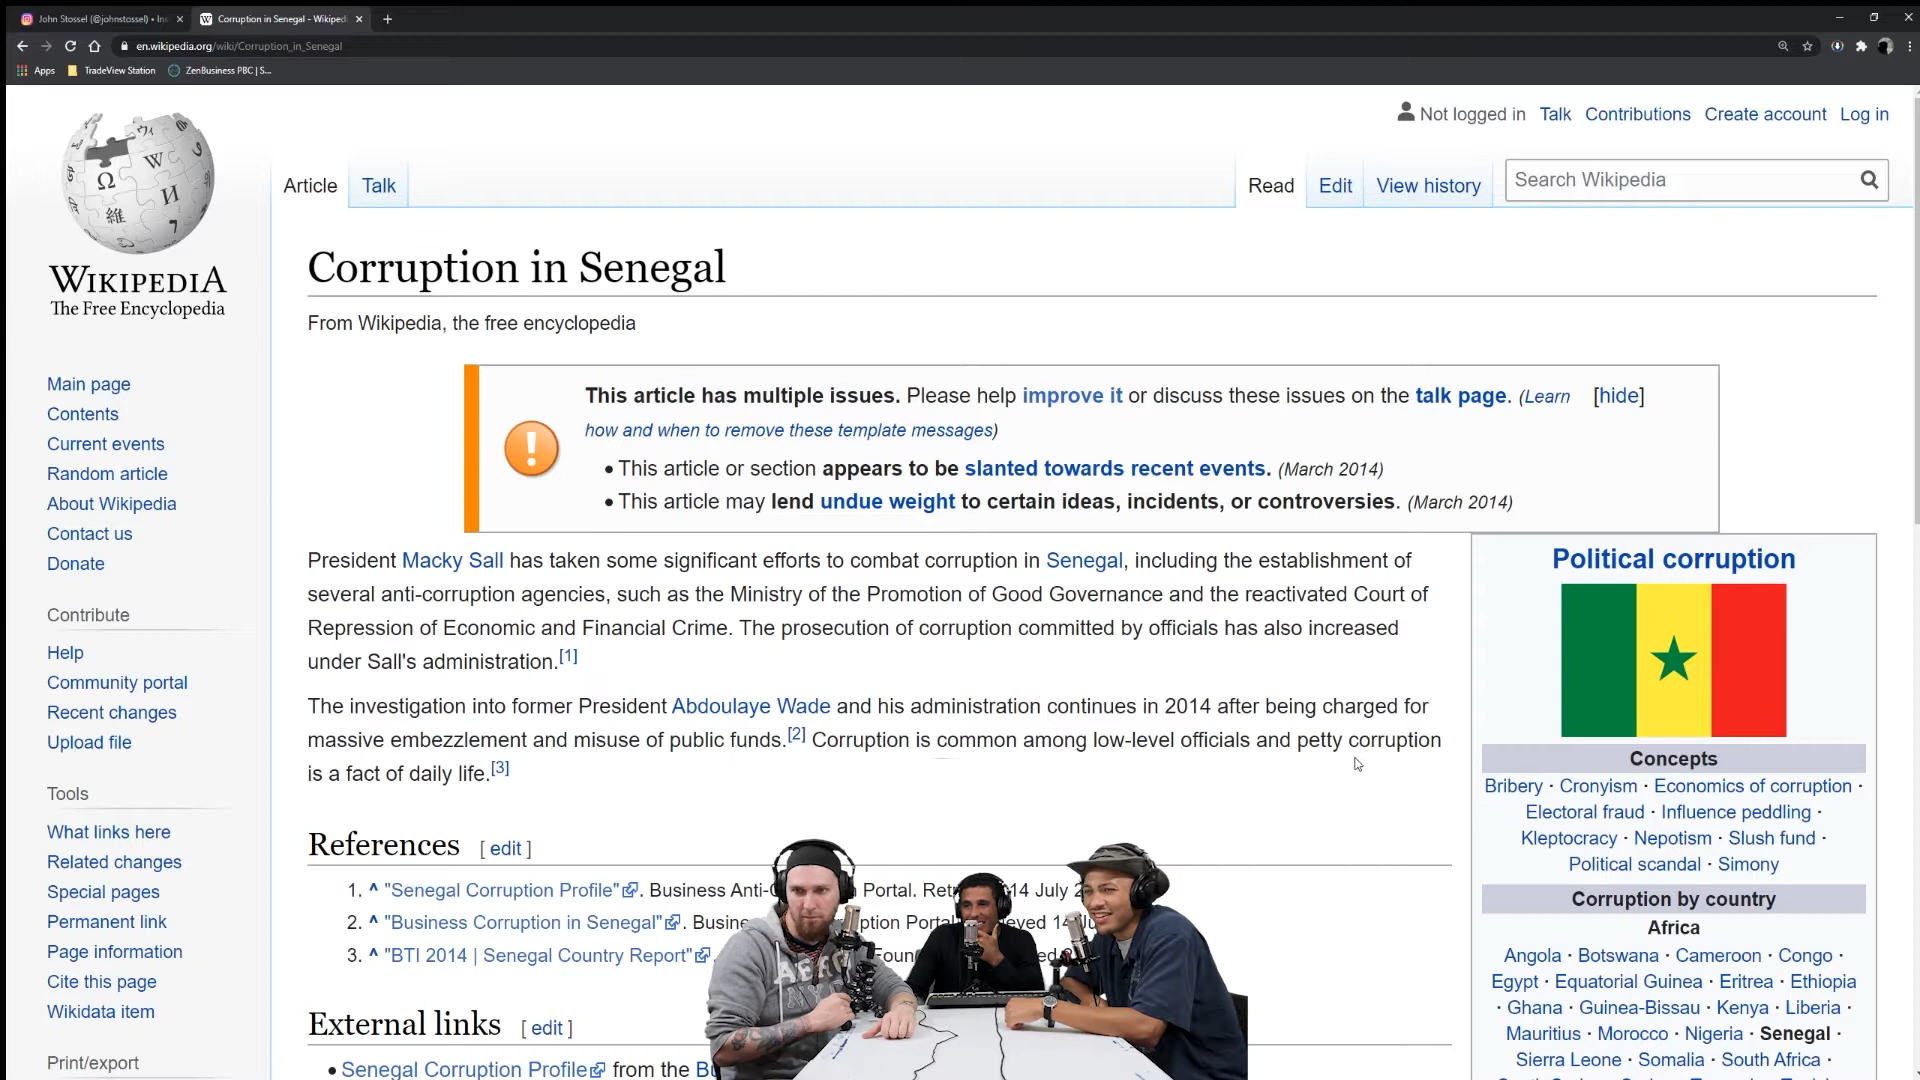 John Stossel (@johnstossel) • Ins
Corruption in Senegal - Wikiped
en.wikipedia.org/wiki/Corruption_in_Senegal
Apps
TradeView Station
ZenBusiness PBC | S...
Not logged in Talk Contributions Create account Log in
Article Talk
Read Edit View history
Search Wikipedia
WIKIPEDIA
The Free Encyclopedia
Main page
Contents
Current events
Random article
About Wikipedia
Contact us
Donate
Contribute
Help
Community portal
Recent changes
Upload file
Tools
What links here
Related changes
Special pages
Permanent link
Page information
Cite this page
Wikidata item
Print/export
Corruption in Senegal
From Wikipedia, the free encyclopedia
This article has multiple issues. Please help improve it or discuss these issues on the talk page. (Learn [hide]
how and when to remove these template messages)
• This article or section appears to be slanted towards recent events. (March 2014)
• This article may lend undue weight to certain ideas, incidents, or controversies. (March 2014)
President Macky Sall has taken some significant efforts to combat corruption in Senegal, including the establishment of
several anti-corruption agencies, such as the Ministry of the Promotion of Good Governance and the reactivated Court of
Repression of Economic and Financial Crime. The prosecution of corruption committed by officials has also increased
under Sall's administration.[1]
The investigation into former President Abdoulaye Wade and his administration continues in 2014 after being charged for
massive embezzlement and misuse of public funds.[2] Corruption is common among low-level officials and petty corruption
is a fact of daily life.[3]
References [ edit ]
1. ^ "Senegal Corruption Profile". Business Anti-C Portal. Retr 14 July 2
2. ^ "Business Corruption in Senegal". Busine ption Porta eyed 14 Ju
3. ^ "BTI 2014 | Senegal Country Report". Foun
External links [ edit ]
• Senegal Corruption Profile from the Bu
Political corruption
Concepts
Bribery · Cronyism · Economics of corruption ·
Electoral fraud · Influence peddling ·
Kleptocracy · Nepotism · Slush fund ·
Political scandal · Simony
Corruption by country
Africa
Angola · Botswana · Cameroon · Congo ·
Egypt · Equatorial Guinea · Eritrea · Ethiopia
· Ghana · Guinea-Bissau · Kenya · Liberia ·
Mauritius · Morocco · Nigeria · Senegal ·
Sierra Leone · Somalia · South Africa ·